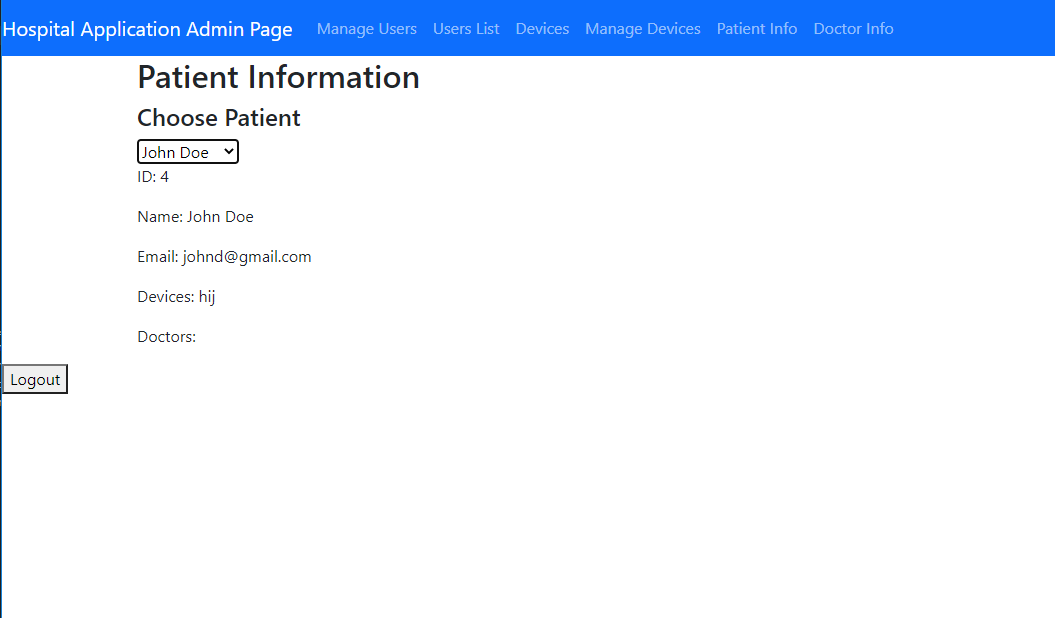 Hospital Application Admin Page Manage Users Users List Devices Manage Devices Patient Info Doctor Info
Patient Information
Choose Patient
John Doe
ID: 4
Name: John Doe
Email: johnd@gmail.com
Devices: hij
Doctors:
Logout